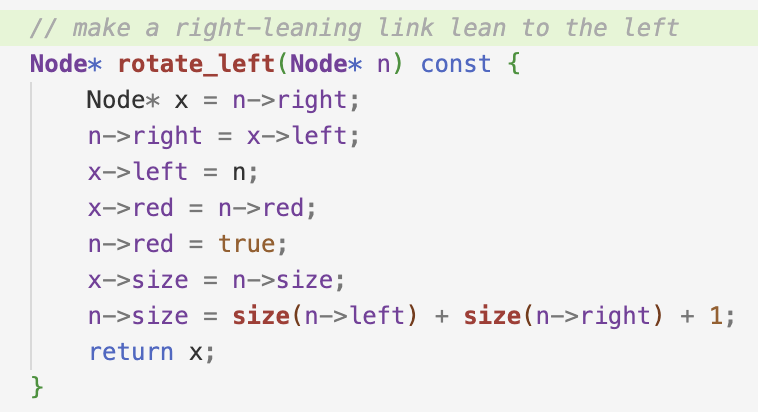 // make a right-leaning link lean to the left
Node* rotate_left(Node* n) const {
    Node* x = n->right;
    n->right = x->left;
    x->left = n;
    x->red = n->red;
    n->red = true;
    x->size = n->size;
    n->size = size(n->left) + size(n->right) + 1;
    return x;
}